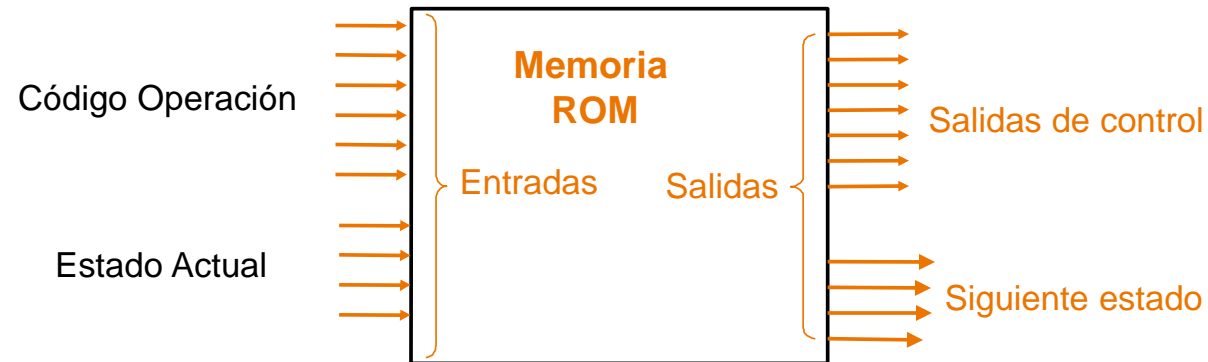 Código Operación
Estado Actual
Memoria
ROM
Entradas
Salidas
Salidas de control
Siguiente estado